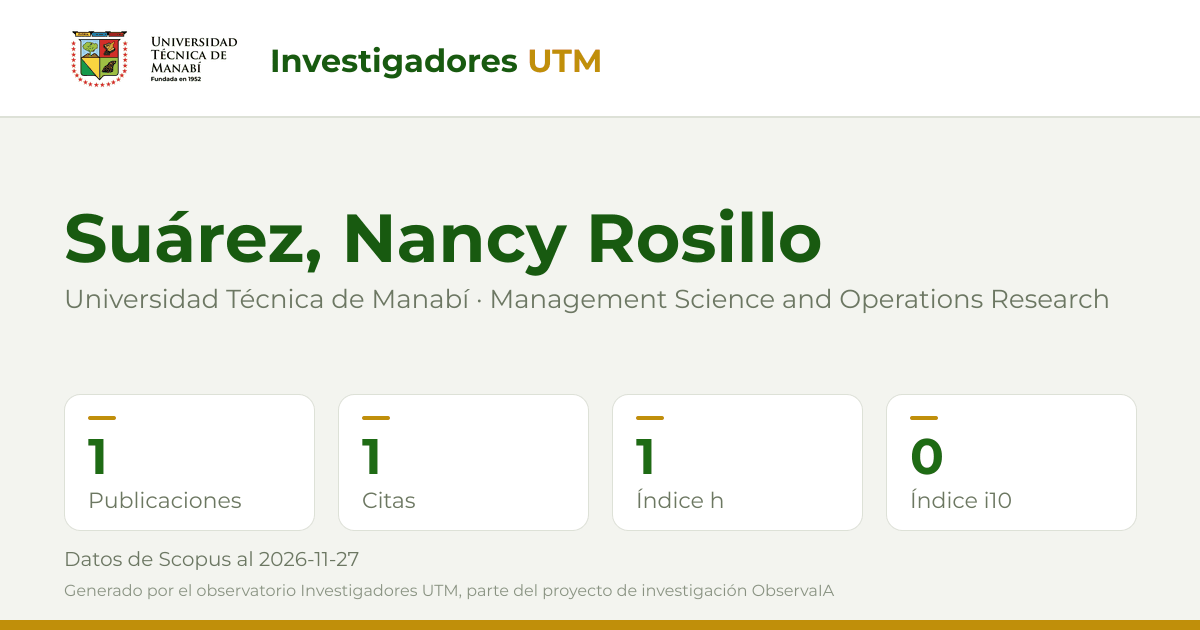 UNIVERSIDAD
TÉCNICA DE
MANABÍ
Fundada en 1952
Investigadores UTM
Suárez, Nancy Rosillo
Universidad Técnica de Manabí · Management Science and Operations Research
1
Publicaciones
1
Citas
1
Índice h
0
Índice i10
Datos de Scopus al 2026-11-27
Generado por el observatorio Investigadores UTM, parte del proyecto de investigación ObservaIA